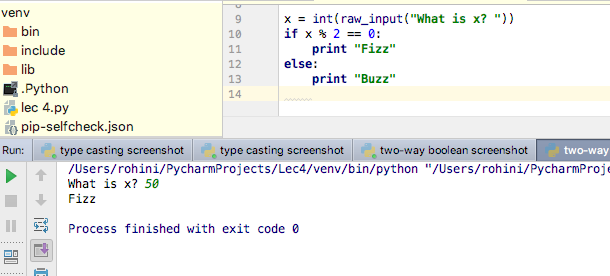 venv
bin
include
lib
.Python
lec 4.py
pip-selfcheck.json
9 x = int(raw_input("What is x? "))
10 if x % 2 == 0:
11 print "Fizz"
12 else:
13 print "Buzz"
14
Run: type casting screenshot type casting screenshot two-way boolean screenshot two-way
/Users/rohini/PycharmProjects/Lec4/venv/bin/python "/Users/rohini/PycharmProje
What is x? 50
Fizz
Process finished with exit code 0